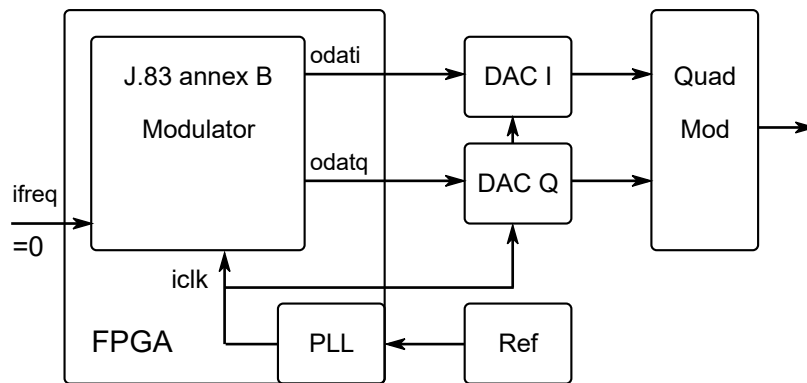 J.83 annex B
Modulator
odati
odatq
DAC I
DAC Q
Quad
Mod
ifreq
=0
iclk
FPGA
PLL
Ref